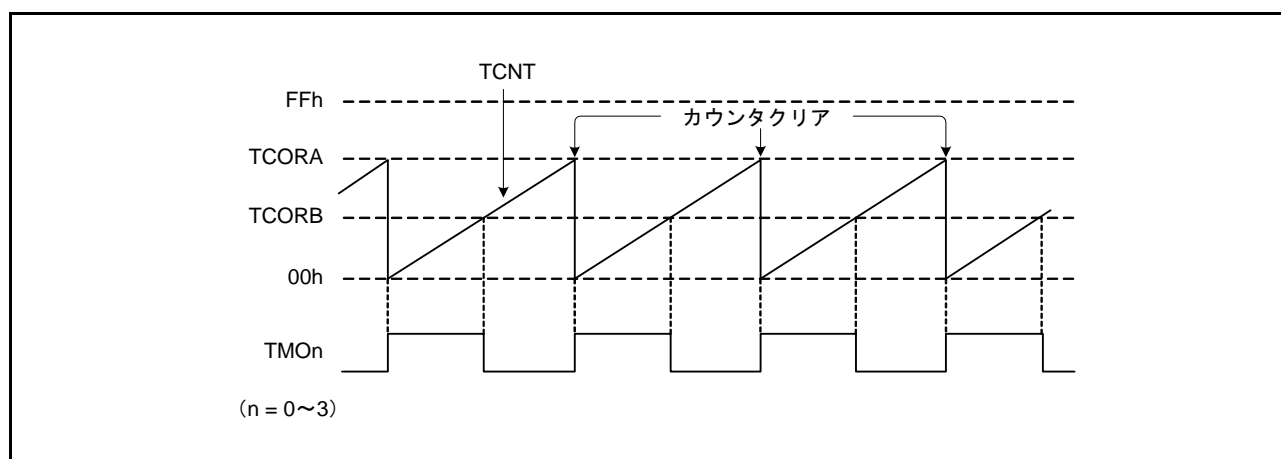 TCNT
FFh
カウンタクリア
TCORA
TCORB
00h
TMOn
（n = 0～3）